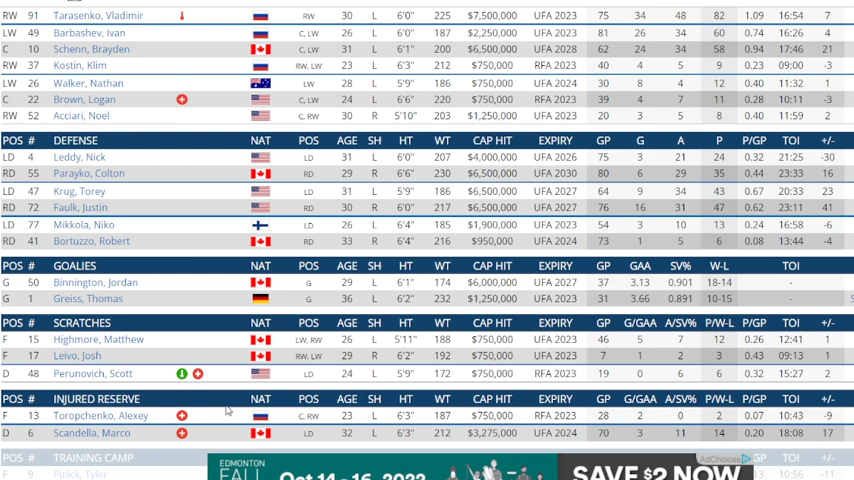 RW 91 Tarasenko, Vladimir RW 30 L 6'0" 225 $7,500,000 UFA 2023 75 34 48 82 1.09 16:54 7
LW 49 Barbashev, Ivan C, LW 26 L 6'0" 187 $2,250,000 UFA 2023 81 26 34 60 0.74 16:26 4
C 10 Schenn, Brayden C, LW 31 L 6'1" 200 $6,500,000 UFA 2028 62 24 34 58 0.94 17:46 21
RW 37 Kostin, Klim RW, LW 23 L 6'3" 212 $750,000 RFA 2023 40 4 5 9 0.23 09:00 -3
LW 26 Walker, Nathan LW 28 L 5'9" 186 $750,000 UFA 2024 30 8 4 12 0.40 11:32 1
C 22 Brown, Logan C, LW 24 L 6'6" 220 $750,000 RFA 2023 39 4 7 11 0.28 10:11 -3
RW 52 Acciari, Noel C, RW 30 R 5'10" 203 $1,250,000 UFA 2023 20 3 5 8 0.40 11:59 2
POS # DEFENSE NAT POS AGE SH HT WT CAP HIT EXPIRY GP G A P P/GP TOI +/-
LD 4 Leddy, Nick LD 31 L 6'0" 207 $4,000,000 UFA 2026 75 3 21 24 0.32 21:25 -30
RD 55 Parayko, Colton RD 29 R 6'6" 230 $6,500,000 UFA 2030 80 6 29 35 0.44 23:33 16
LD 47 Krug, Torey LD 31 L 5'9" 186 $6,500,000 UFA 2027 64 9 34 43 0.67 20:33 23
RD 72 Faulk, Justin RD 30 R 6'0" 217 $6,500,000 UFA 2027 76 16 31 47 0.62 23:11 41
LD 77 Mikkola, Niko LD 26 L 6'4" 185 $1,900,000 UFA 2023 54 3 10 13 0.24 16:58 -6
RD 41 Bortuzzo, Robert RD 33 R 6'4" 216 $950,000 UFA 2024 73 1 5 6 0.08 13:44 -4
POS # GOALIES NAT POS AGE SH HT WT CAP HIT EXPIRY GP GAA SV% W-L TOI
G 50 Binnington, Jordan G 29 L 6'1" 174 $6,000,000 UFA 2027 37 3.13 0.901 18-14 -
G 1 Greiss, Thomas G 36 L 6'2" 232 $1,250,000 UFA 2023 31 3.66 0.891 10-15 -
POS # SCRATCHES NAT POS AGE SH HT WT CAP HIT EXPIRY GP G/GAA A/SV% P/W-L P/GP TOI +/-
F 15 Highmore, Matthew LW, RW 26 L 5'11" 188 $750,000 UFA 2023 46 5 7 12 0.26 12:41 1
F 17 Leivo, Josh RW, LW 29 R 6'2" 192 $750,000 UFA 2023 7 1 2 3 0.43 09:13 1
D 48 Perunovich, Scott LD 24 L 5'9" 172 $750,000 RFA 2023 19 0 6 6 0.32 15:27 2
POS # INJURED RESERVE NAT POS AGE SH HT WT CAP HIT EXPIRY GP G/GAA A/SV% P/W-L P/GP TOI +/-
F 13 Toropchenko, Alexey C, RW 23 L 6'3" 187 $750,000 RFA 2023 28 2 0 2 0.07 10:43 -9
D 6 Scandella, Marco LD 32 L 6'3" 212 $3,275,000 UFA 2024 70 3 11 14 0.20 18:08 17
POS # TRAINING CAMP TOI +/-
F 9 Pitlick, Tyler 10:56 -11
EDMONTON
FALL
Oct 14 - 16, 2022
SAVE $2 NOW
AdChoices